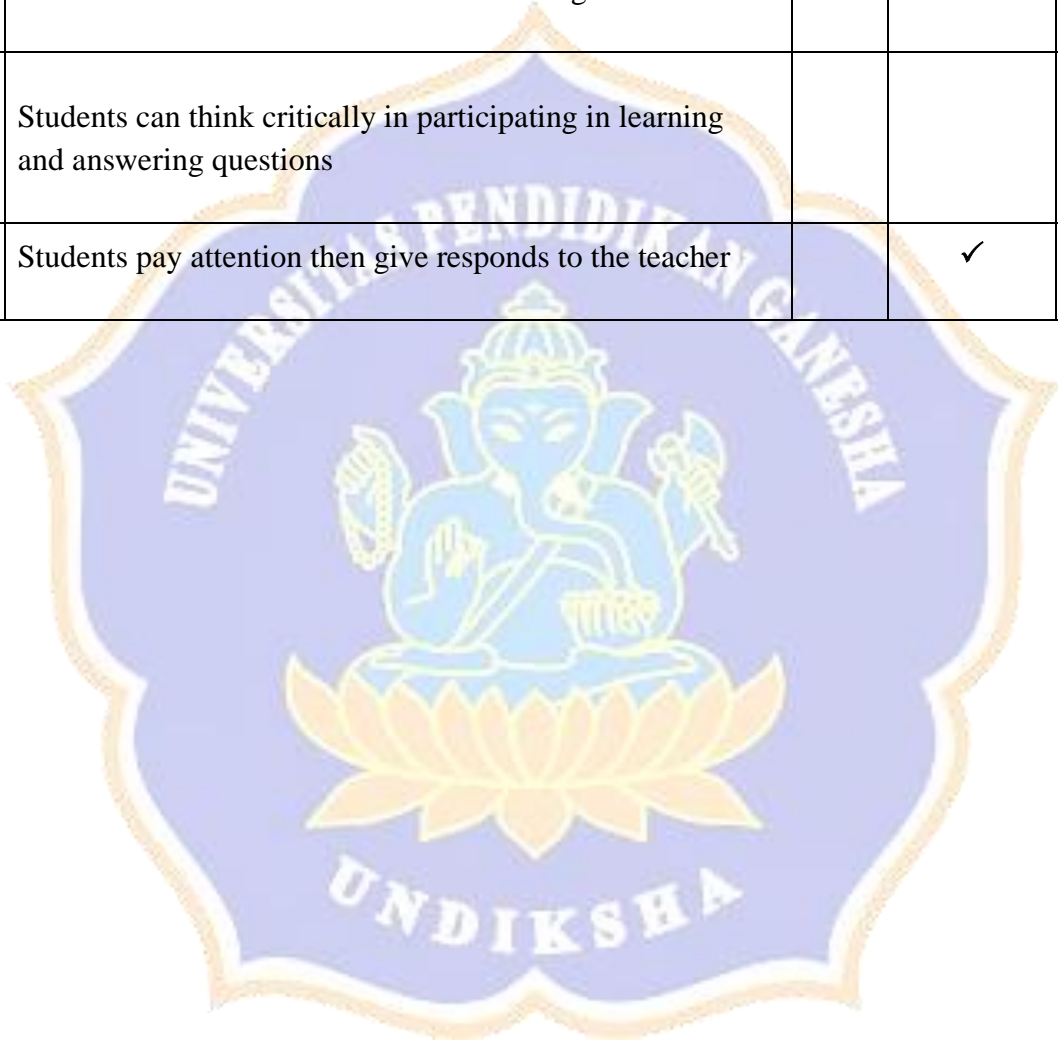 Students can think critically in participating in learning
and answering questions
Students pay attention then give responds to the teacher ✓
UNIVERSITAS PENDIDIKAN GANESHA
UNDIKSHA